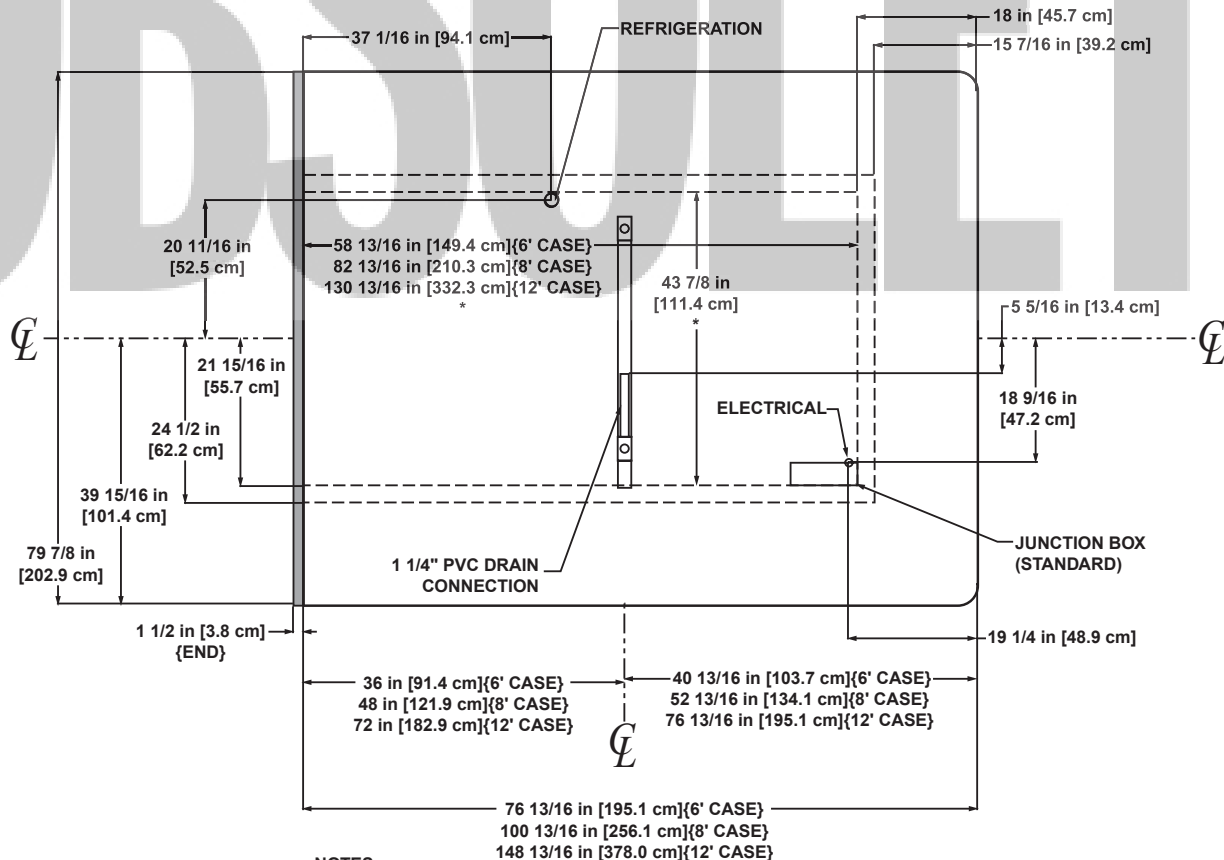 18 in [45.7 cm]
37 1/16 in [94.1 cm]
REFRIGERATION
15 7/16 in [39.2 cm]
20 11/16 in
[52.5 cm]
58 13/16 in [149.4 cm]{6' CASE}
82 13/16 in [210.3 cm]{8' CASE}
130 13/16 in [332.3 cm]{12' CASE}
*
43 7/8 in
[111.4 cm]
*
5 5/16 in [13.4 cm]
℄
℄
21 15/16 in
[55.7 cm]
18 9/16 in
[47.2 cm]
ELECTRICAL
24 1/2 in
[62.2 cm]
39 15/16 in
[101.4 cm]
79 7/8 in
[202.9 cm]
1 1/4" PVC DRAIN
CONNECTION
JUNCTION BOX
(STANDARD)
1 1/2 in [3.8 cm]
{END}
19 1/4 in [48.9 cm]
36 in [91.4 cm]{6' CASE}
48 in [121.9 cm]{8' CASE}
72 in [182.9 cm]{12' CASE}
40 13/16 in [103.7 cm]{6' CASE}
52 13/16 in [134.1 cm]{8' CASE}
76 13/16 in [195.1 cm]{12' CASE}
℄
76 13/16 in [195.1 cm]{6' CASE}
100 13/16 in [256.1 cm]{8' CASE}
148 13/16 in [378.0 cm]{12' CASE}